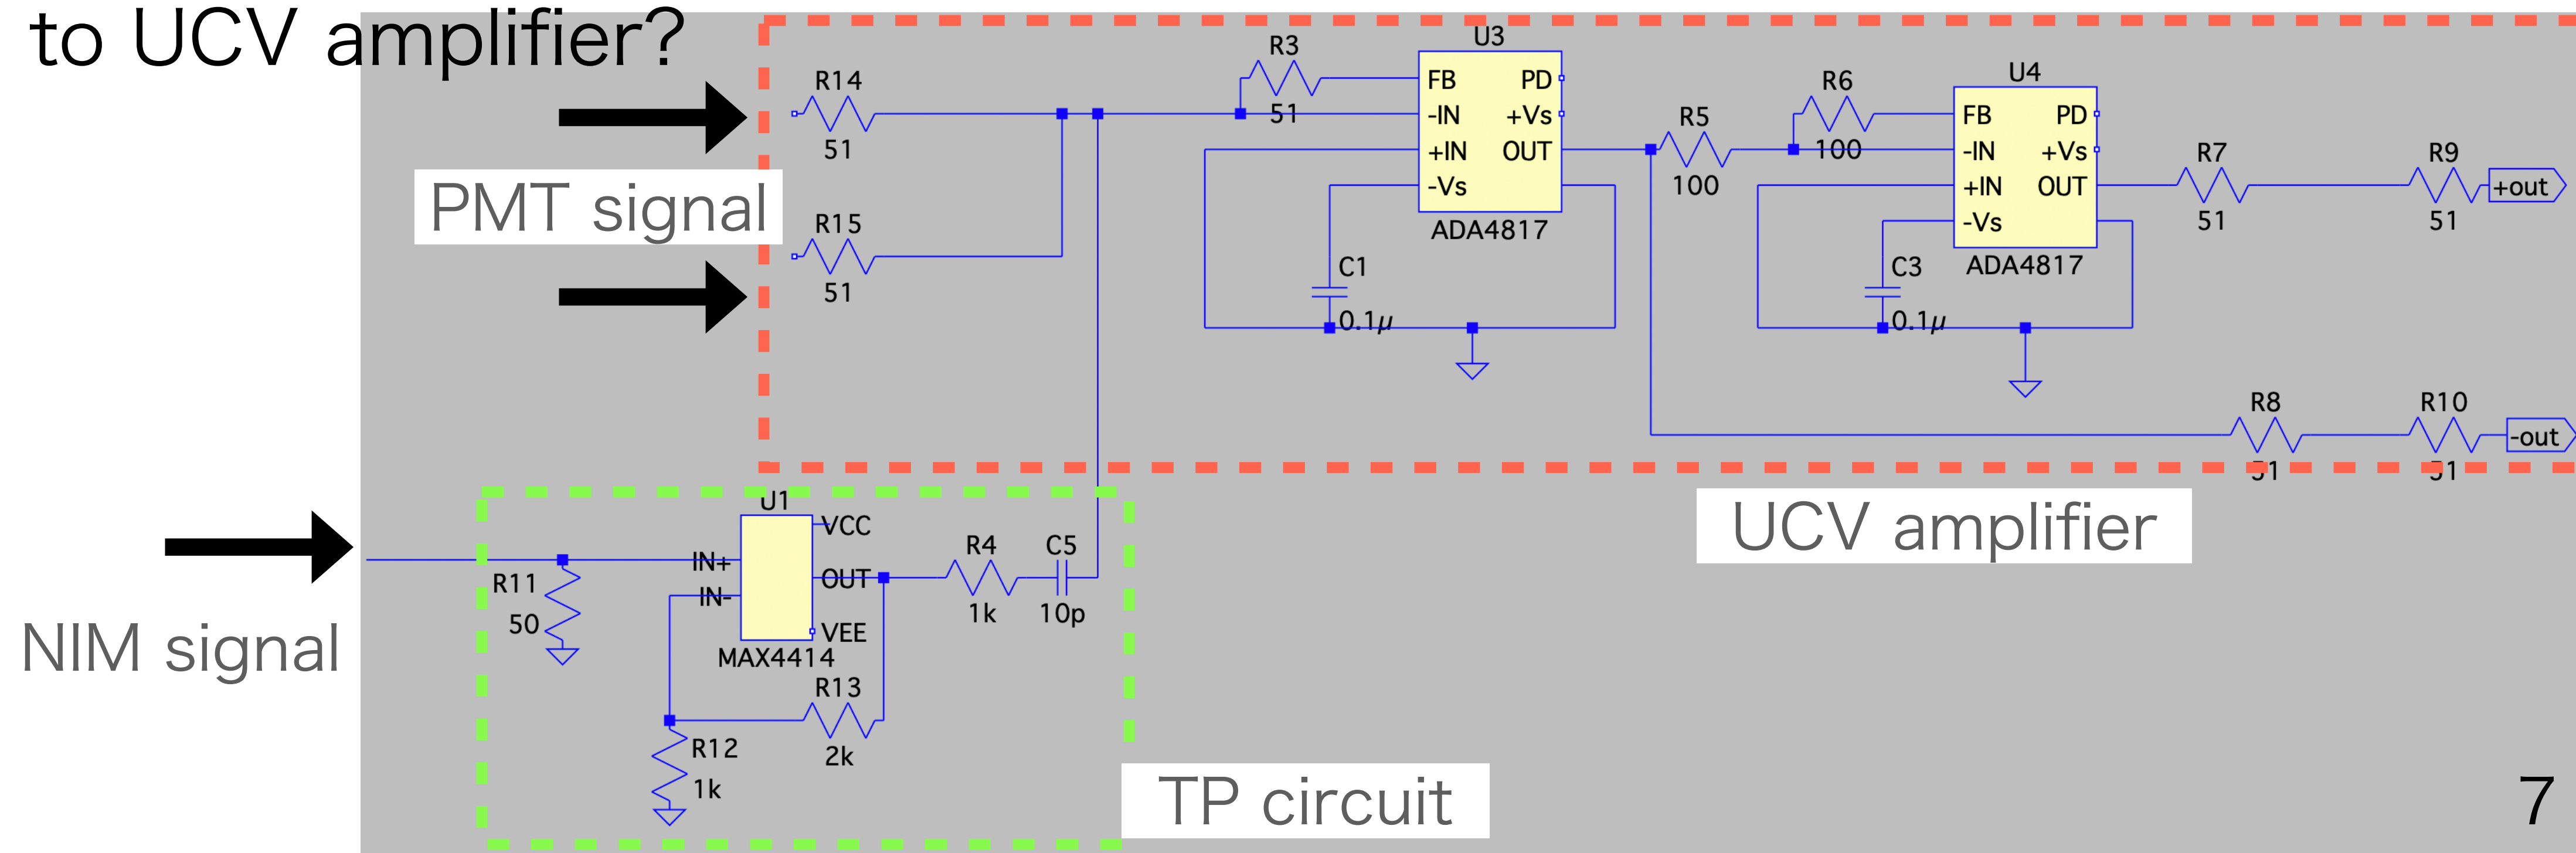 to UCV amplifier?
PMT signal
R14
51
R15
51
R3
51
U3
FB
PD
-IN
+Vs
+IN
OUT
-Vs
ADA4817
C1
0.1µ
R5
100
R6
100
U4
FB
PD
-IN
+Vs
+IN
OUT
-Vs
ADA4817
C3
0.1µ
R7
51
R9
51
+out
R8
51
R10
51
-out
UCV amplifier
NIM signal
R11
50
U1
VCC
IN+
OUT
IN-
VEE
MAX4414
R4
1k
C5
10p
R13
2k
R12
1k
TP circuit
7